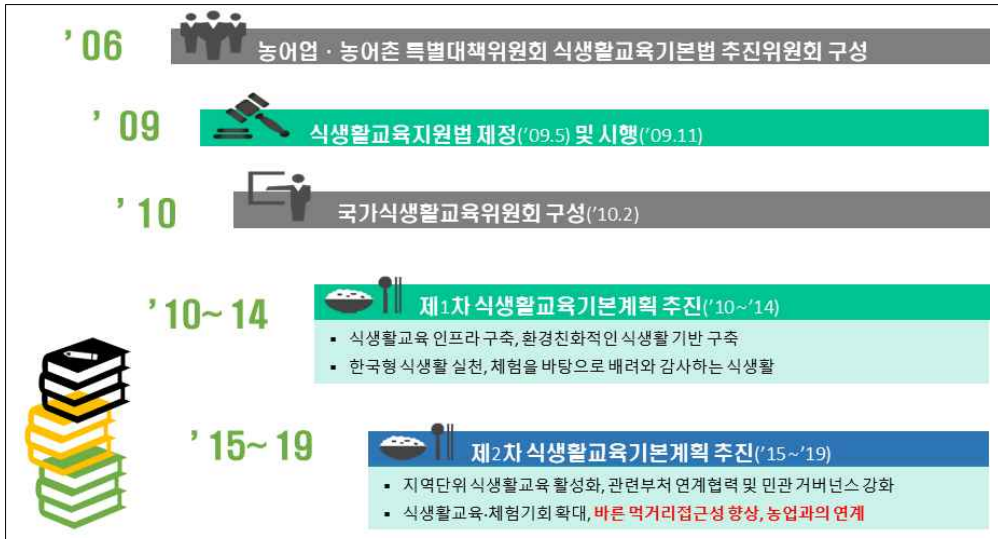 ’06
농어업·농어촌 특별대책위원회 식생활교육기본법 추진위원회 구성
’09
식생활교육지원법 제정(‘09.5) 및 시행(‘09.11)
’10
국가식생활교육위원회 구성(‘10.2)
’10~14
제1차 식생활교육기본계획 추진(‘10~‘14)
▪ 식생활교육 인프라 구축, 환경친화적인 식생활 기반 구축
▪ 한국형 식생활 실천, 체험을 바탕으로 배려와 감사하는 식생활
’15~19
제2차 식생활교육기본계획 추진(‘15~‘19)
▪ 지역단위 식생활교육 활성화, 관련부처 연계협력 및 민관 거버넌스 강화
▪ 식생활교육·체험기회 확대, 바른 먹거리접근성 향상, 농업과의 연계